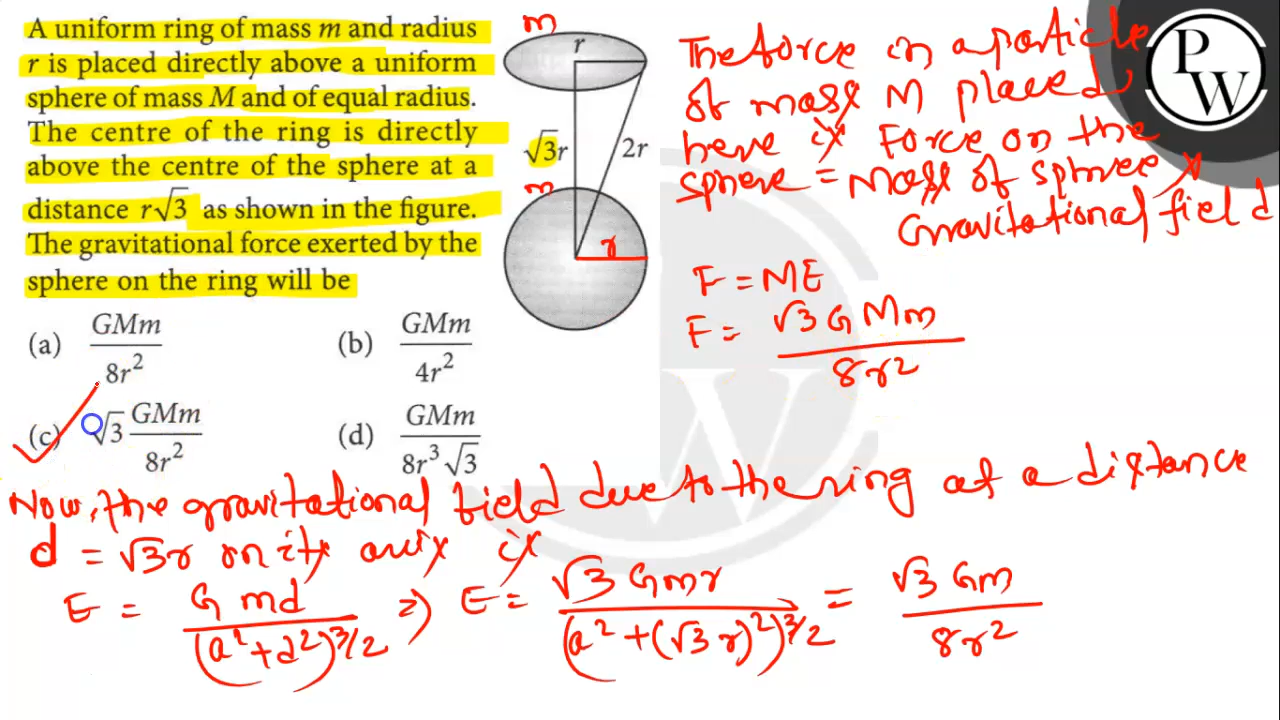 A uniform ring of mass m and radius
r is placed directly above a uniform
sphere of mass M and of equal radius.
The centre of the ring is directly
above the centre of the sphere at a
distance r√3 as shown in the figure.
The gravitational force exerted by the
sphere on the ring will be
(a) GMm/8r² (b) GMm/4r²
(c) √3 GMm/8r² (d) GMm/8r³√3
m
r
√3r 2r
m
r
The force in a particle
of mass M placed
here is Force on the
sphere = mass of sphree x
Gravitational field
F = ME
F = √3 G Mm/8r²
PW
Now, the gravitational field due to the ring at a distance
d = √3r on its axis is
E = G md/(a²+d²)^3/2 ⇒ E = √3 Gmr/(a²+(√3 r)²)^3/2 = √3 Gm/8r²